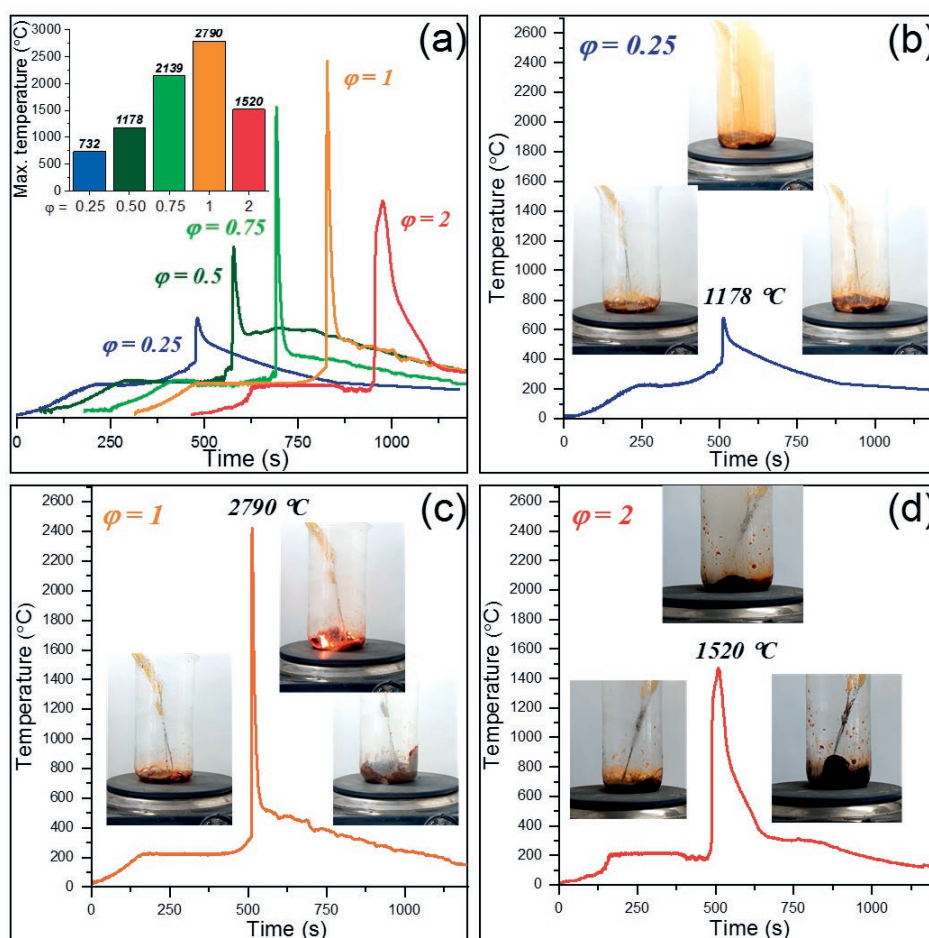 (a)
Max. temperature (°C)
3000
2500
2000
1500
1000
500
0
732
1178
2139
2790
1520
φ = 0.25 0.50 0.75 1 2
φ = 1
φ = 0.75
φ = 2
φ = 0.5
φ = 0.25
0 250 500 750 1000
Time (s)
(b)
φ = 0.25
Temperature (°C)
2600
2400
2200
2000
1800
1600
1400
1200
1000
800
600
400
200
0
1178 °C
0 250 500 750 1000
Time (s)
(c)
φ = 1
2790 °C
Temperature (°C)
2600
2400
2200
2000
1800
1600
1400
1200
1000
800
600
400
200
0
0 250 500 750 1000
Time (s)
(d)
φ = 2
Temperature (°C)
2600
2400
2200
2000
1800
1600
1400
1200
1000
800
600
400
200
0
1520 °C
0 250 500 750 1000
Time (s)